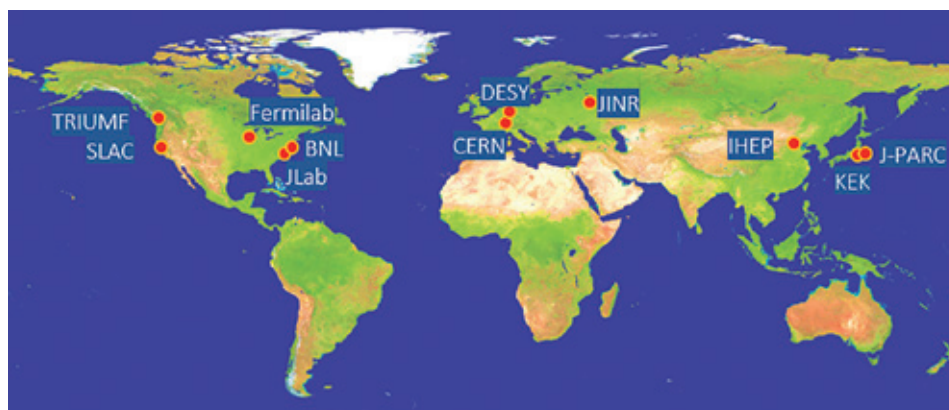 TRIUMF
SLAC
Fermilab
BNL
JLab
DESY
CERN
JINR
IHEP
J-PARC
KEK